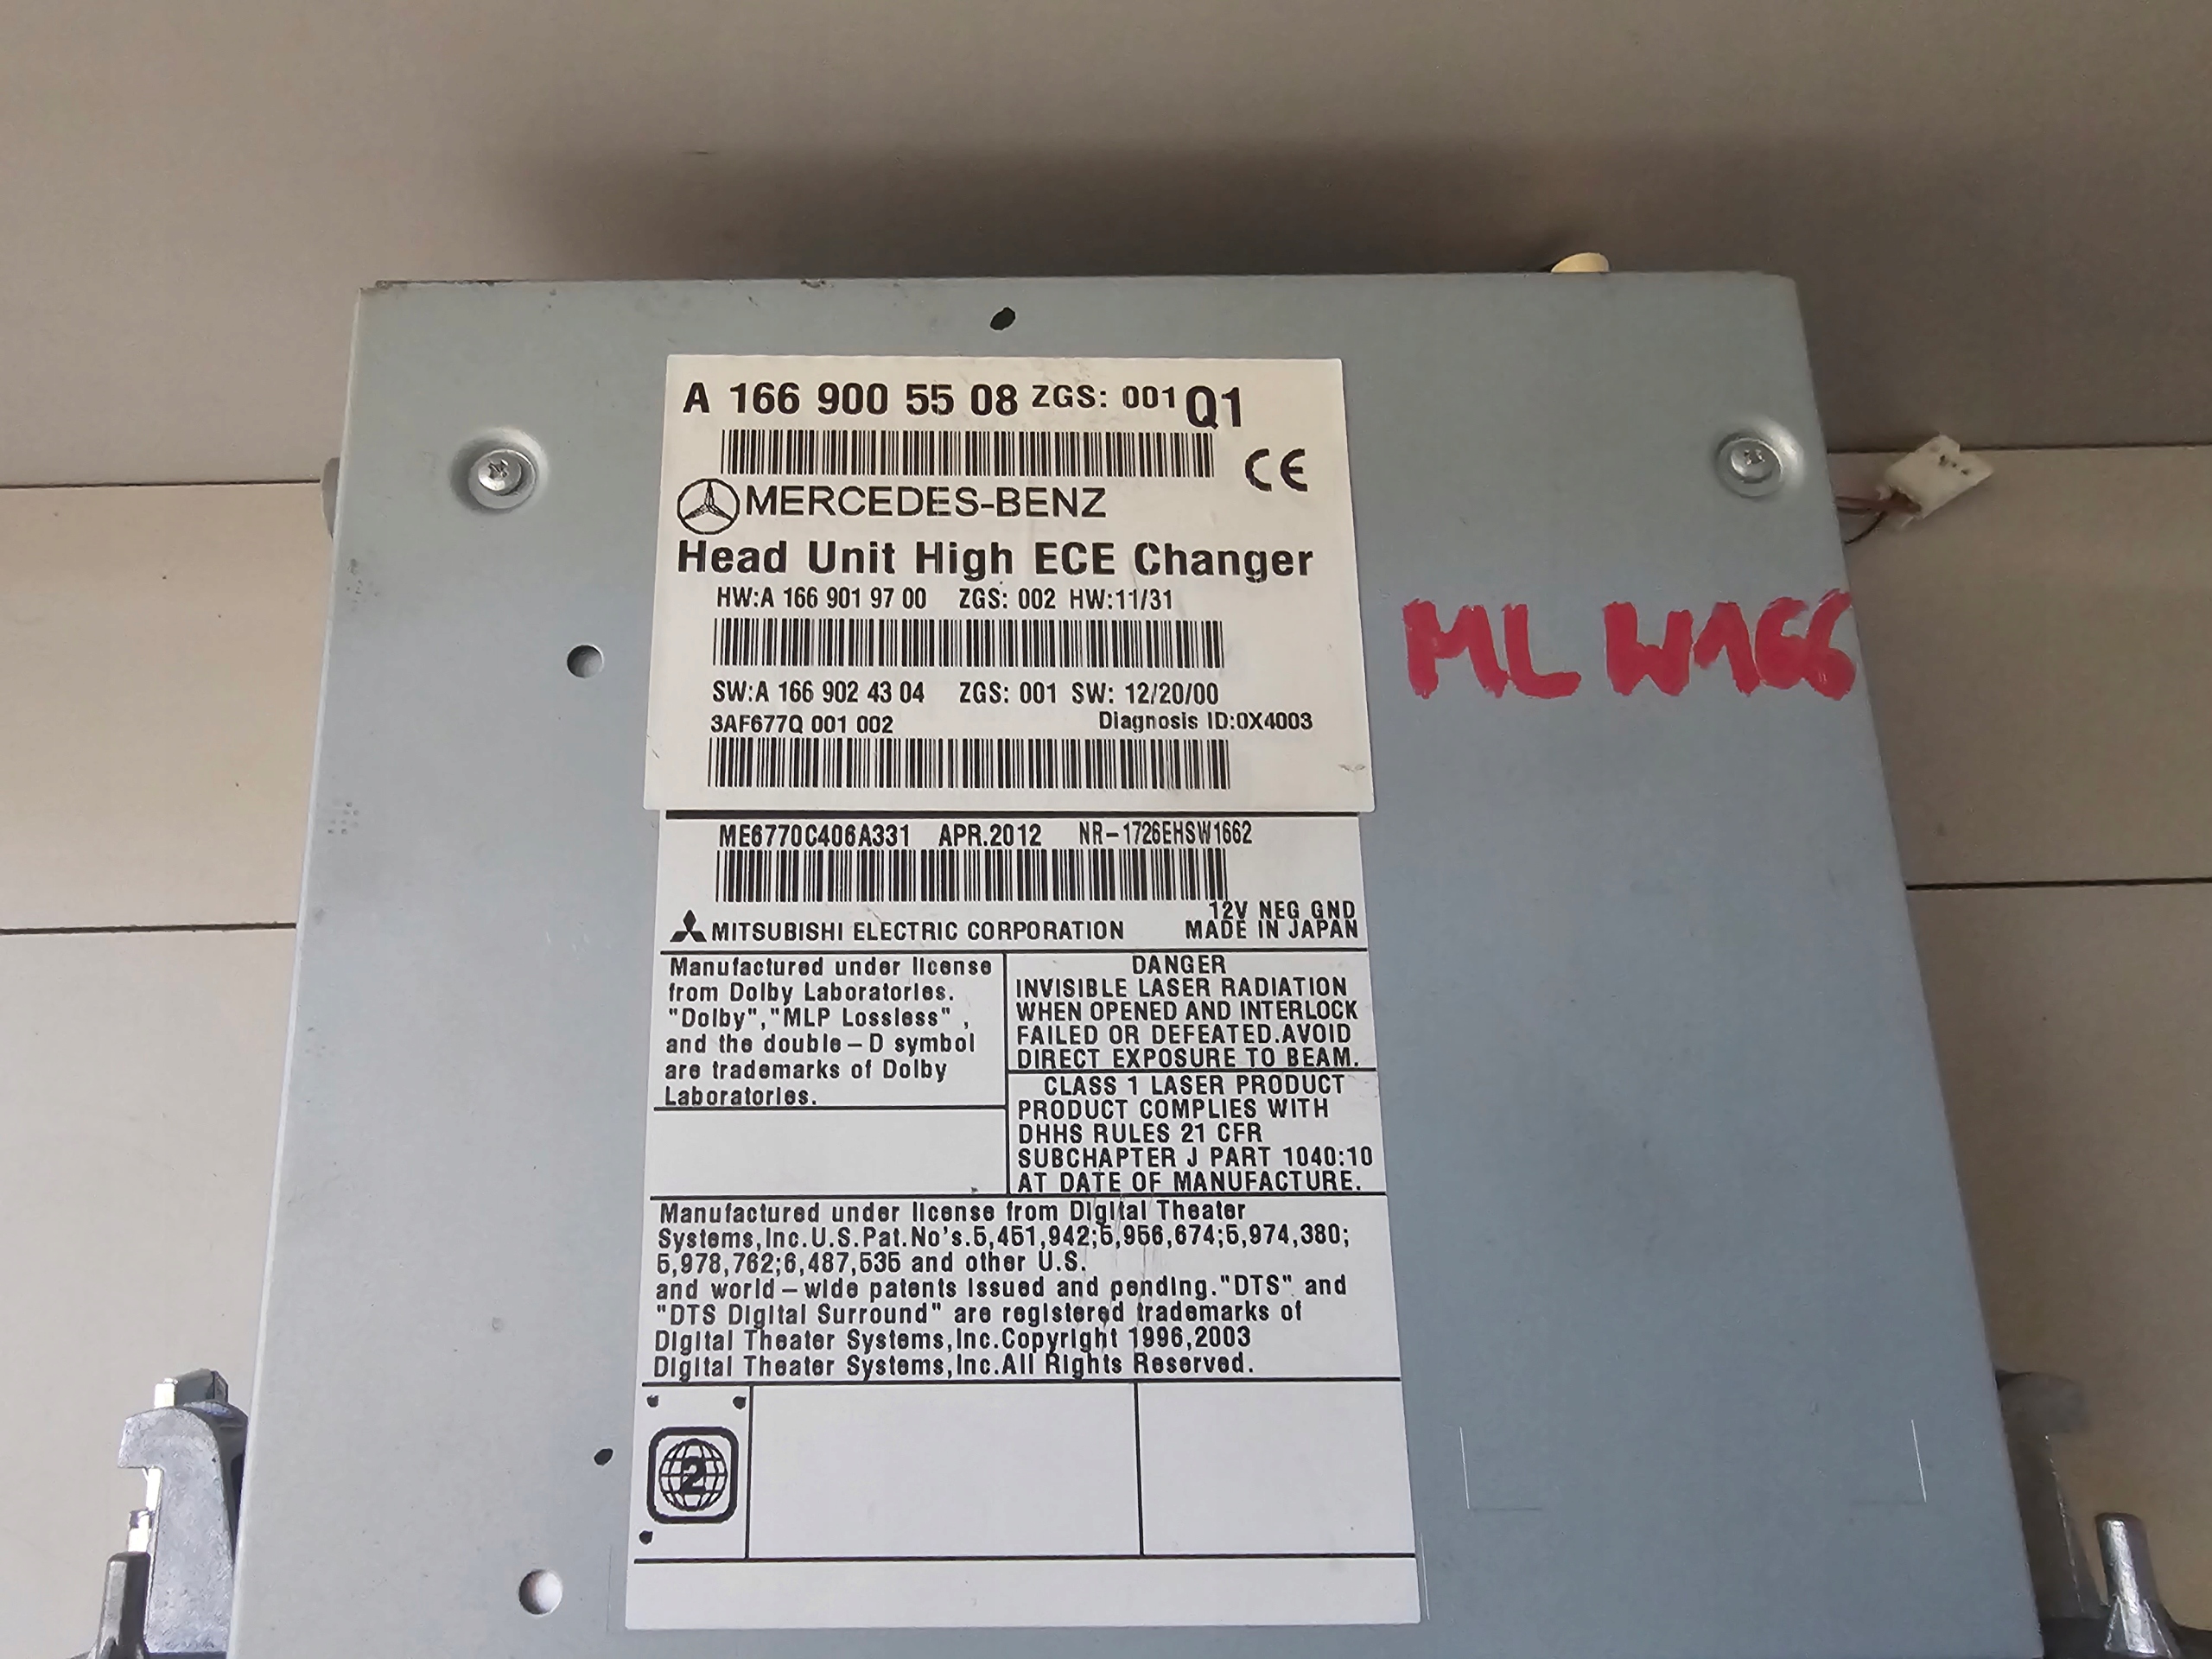 A 166 900 55 08 ZGS: 001 Q1
CE
MERCEDES-BENZ
Head Unit High ECE Changer
HW:A 166 901 97 00 ZGS: 002 HW:11/31
SW:A 166 902 43 04 ZGS: 001 SW: 12/20/00
3AF677Q 001 002 Diagnosis ID:0X4003
ML W166
ME6770C406A331 APR.2012 NR-1726EHSW1662
12V NEG GND
MITSUBISHI ELECTRIC CORPORATION MADE IN JAPAN
Manufactured under license
from Dolby Laboratories.
"Dolby","MLP Lossless" ,
and the double-D symbol
are trademarks of Dolby
Laboratories.
DANGER
INVISIBLE LASER RADIATION
WHEN OPENED AND INTERLOCK
FAILED OR DEFEATED.AVOID
DIRECT EXPOSURE TO BEAM.
CLASS 1 LASER PRODUCT
PRODUCT COMPLIES WITH
DHHS RULES 21 CFR
SUBCHAPTER J PART 1040:10
AT DATE OF MANUFACTURE.
Manufactured under license from Digital Theater
Systems,Inc.U.S.Pat.No's.5,451,942;5,956,674;5,974,380;
5,978,762;6,487,535 and other U.S.
and world-wide patents issued and pending."DTS" and
"DTS Digital Surround" are registered trademarks of
Digital Theater Systems,Inc.Copyright 1996,2003
Digital Theater Systems,Inc.All Rights Reserved.
2